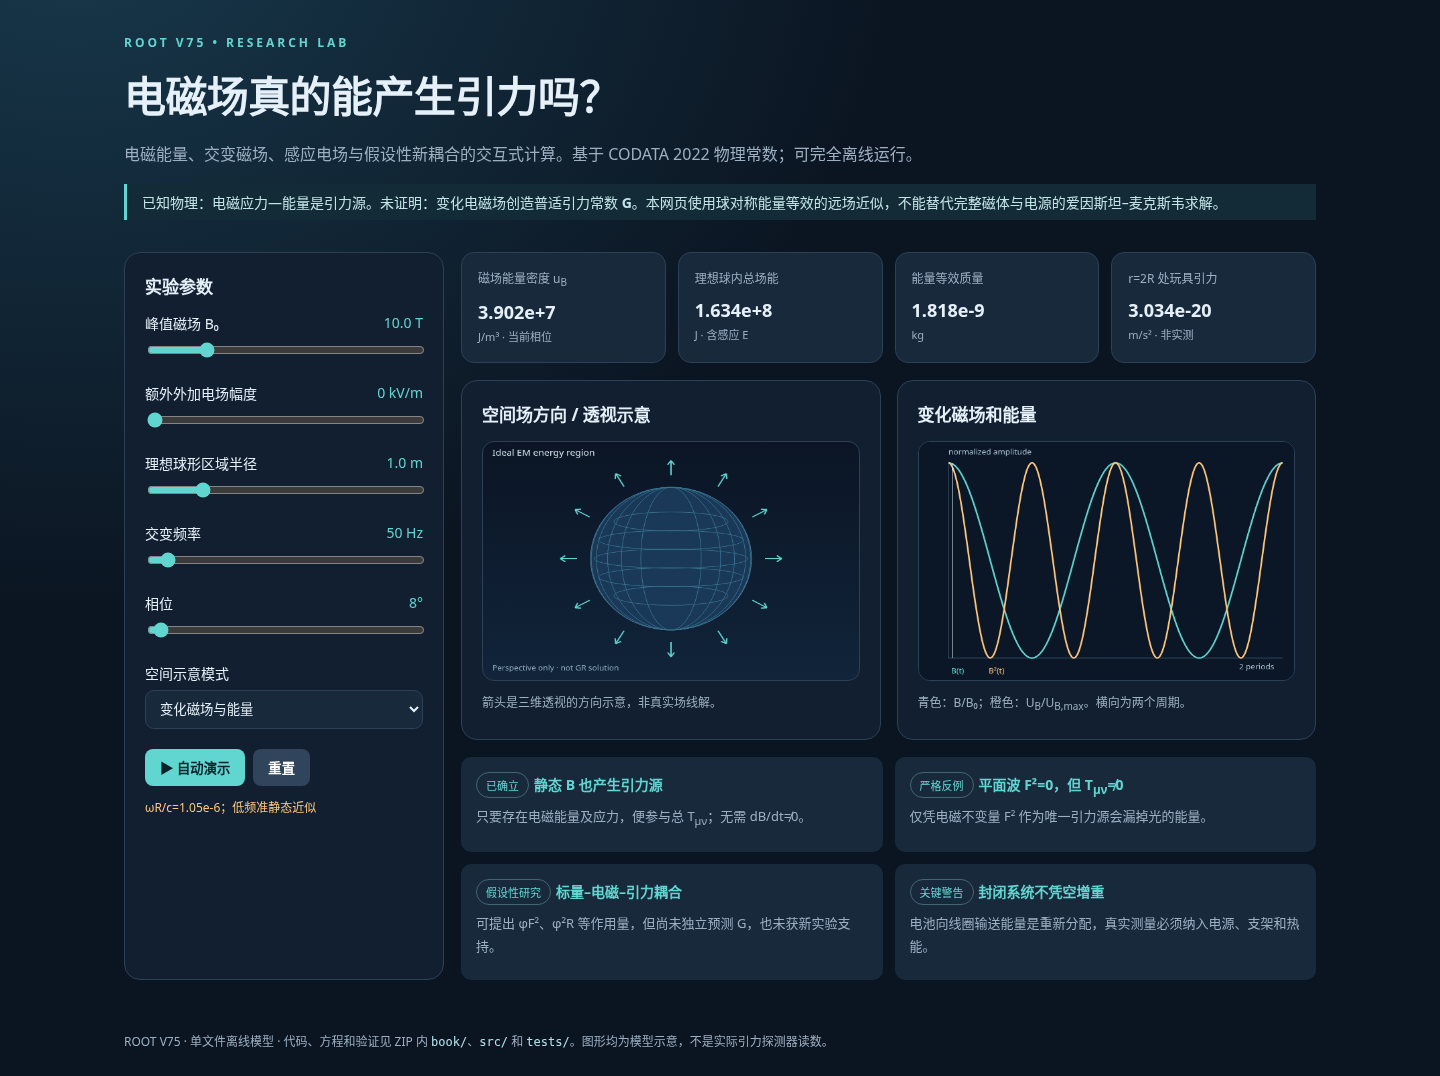 ROOT V75 • RESEARCH LAB
电磁场真的能产生引力吗？
电磁能量、交变磁场、感应电场与假设性新耦合的交互式计算。基于 CODATA 2022 物理常数；可完全离线运行。
已知物理：电磁应力—能量是引力源。未证明：变化电磁场创造普适引力常数 G。本网页使用球对称能量等效的远场近似，不能替代完整磁体与电源的爱因斯坦–麦克斯韦求解。
实验参数
峰值磁场 B₀ 10.0 T
额外外加电场幅度 0 kV/m
理想球形区域半径 1.0 m
交变频率 50 Hz
相位 8°
空间示意模式
变化磁场与能量
▶ 自动演示 重置
ωR/c=1.05e-6；低频准静态近似
磁场能量密度 uB
3.902e+7
J/m³ · 当前相位
理想球内总场能
1.634e+8
J · 含感应 E
能量等效质量
1.818e-9
kg
r=2R 处玩具引力
3.034e-20
m/s² · 非实测
空间场方向 / 透视示意
Ideal EM energy region
Perspective only · not GR solution
箭头是三维透视的方向示意，非真实场线解。
变化磁场和能量
normalized amplitude
B(t) B²(t) 2 periods
青色：B/B₀；橙色：UB/UB,max。横向为两个周期。
已确立 静态 B 也产生引力源
只要存在电磁能量及应力，便参与总 Tμν；无需 dB/dt≠0。
严格反例 平面波 F²=0，但 Tμν≠0
仅凭电磁不变量 F² 作为唯一引力源会漏掉光的能量。
假设性研究 标量–电磁–引力耦合
可提出 φF²、φ²R 等作用量，但尚未独立预测 G，也未获新实验支
持。
关键警告 封闭系统不凭空增重
电池向线圈输送能量是重新分配，真实测量必须纳入电源、支架和热
能。
ROOT V75 · 单文件离线模型 · 代码、方程和验证见 ZIP 内 book/、src/ 和 tests/。图形均为模型示意，不是实际引力探测器读数。